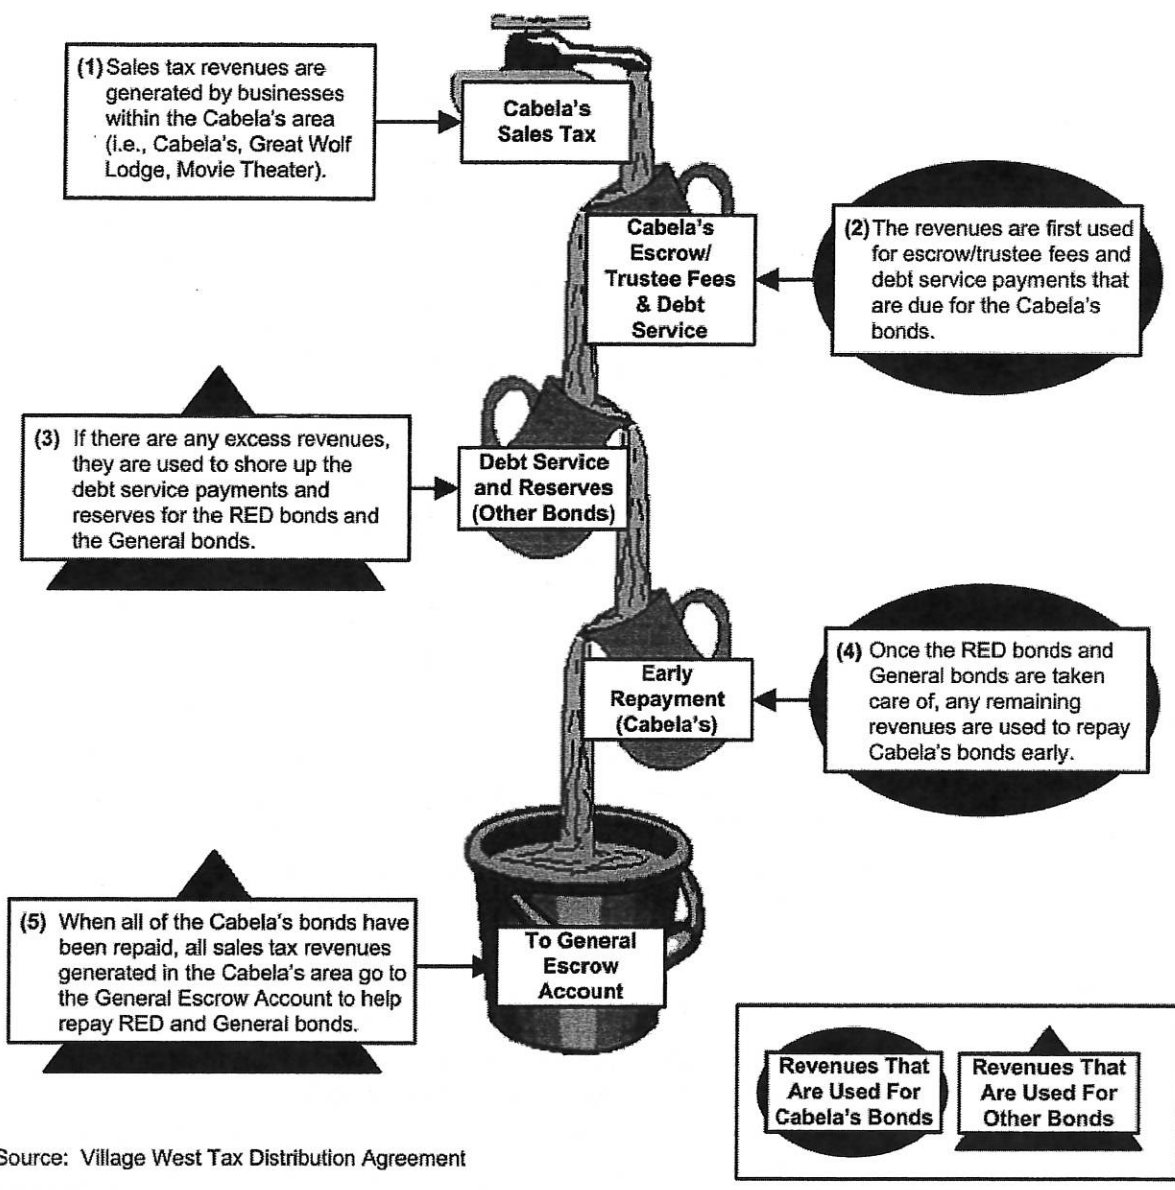 (1) Sales tax revenues are
generated by businesses
within the Cabela's area
(i.e., Cabela's, Great Wolf
Lodge, Movie Theater).
Cabela's
Sales Tax
Cabela's
Escrow/
Trustee Fees
& Debt
Service
(2) The revenues are first used
for escrow/trustee fees and
debt service payments that
are due for the Cabela's
bonds.
(3) If there are any excess revenues,
they are used to shore up the
debt service payments and
reserves for the RED bonds and
the General bonds.
Debt Service
and Reserves
(Other Bonds)
Early
Repayment
(Cabela's)
(4) Once the RED bonds and
General bonds are taken
care of, any remaining
revenues are used to repay
Cabela's bonds early.
(5) When all of the Cabela's bonds have
been repaid, all sales tax revenues
generated in the Cabela's area go to
the General Escrow Account to help
repay RED and General bonds.
To General
Escrow
Account
Revenues That
Are Used For
Cabela's Bonds
Revenues That
Are Used For
Other Bonds
Source: Village West Tax Distribution Agreement